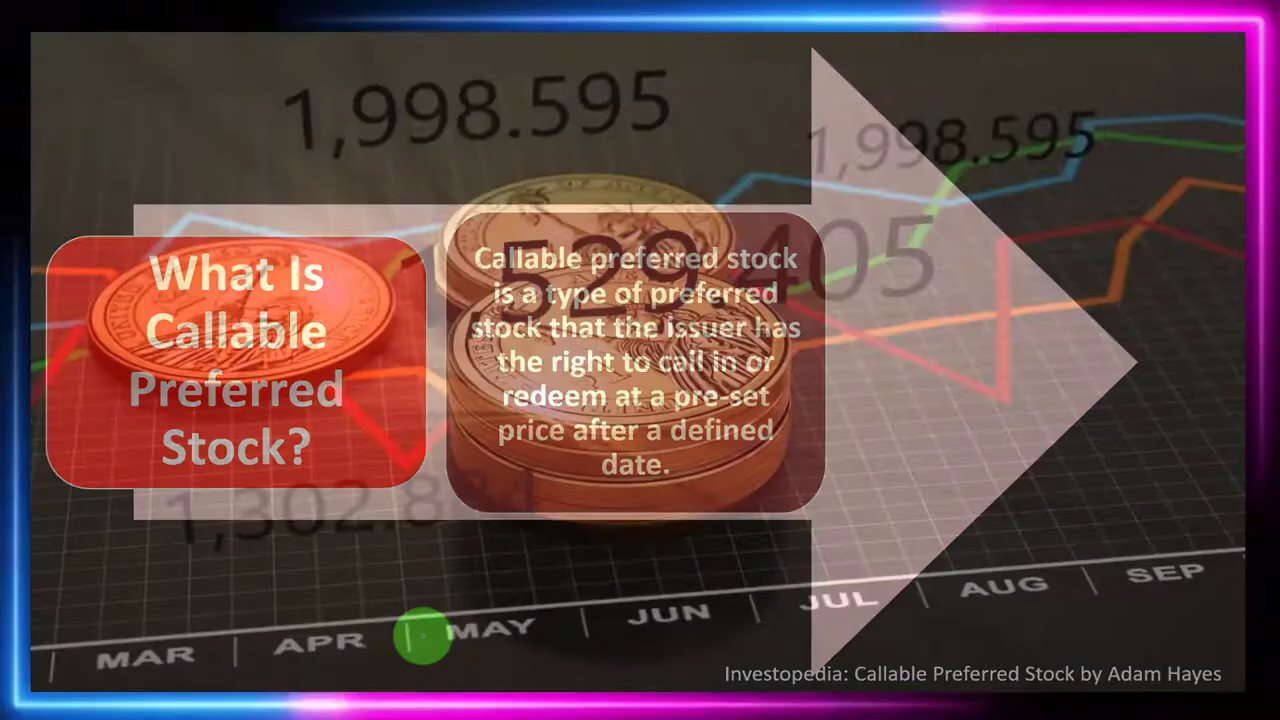 1,998.595
1,998.595
What Is
Callable
Preferred
Stock?
Callable preferred stock
is a type of preferred
stock that the issuer has
the right to call in or
redeem at a pre-set
price after a defined
date.
,529,405
MAR
APR
MAY
JUN
JUL
AUG
SEP
Investopedia: Callable Preferred Stock by Adam Hayes